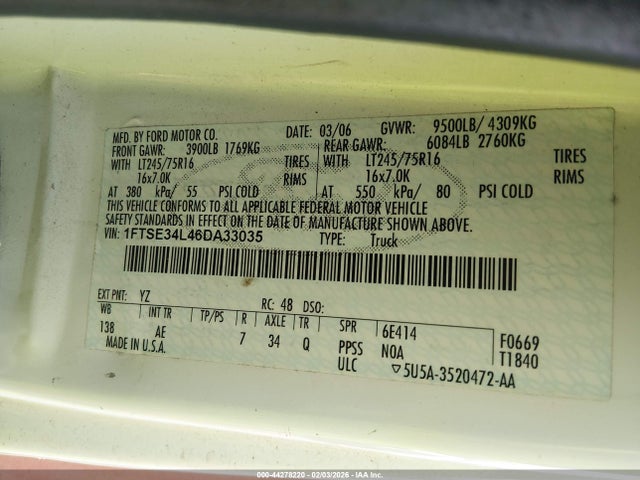 MFD. BY FORD MOTOR CO. DATE: 03/06 GVWR: 9500LB/ 4309KG
FRONT GAWR: 3900LB 1769KG REAR GAWR: 6084LB 2760KG
WITH LT245/75R16 TIRES WITH LT245/75R16 TIRES
16x7.0K RIMS 16x7.0K RIMS
AT 380 kPa/ 55 PSI COLD AT 550 kPa/ 80 PSI COLD
THIS VEHICLE CONFORMS TO ALL APPLICABLE FEDERAL MOTOR VEHICLE
SAFETY STANDARDS IN EFFECT ON THE DATE OF MANUFACTURE SHOWN ABOVE.
VIN: 1FTSE34L46DA33035 TYPE: Truck
EXT PNT: YZ RC: 48 DSO:
WB INT TR TP/PS R AXLE TR SPR 6E414 F0669
138 AE 7 34 Q PPSS NOA T1840
MADE IN U.S.A. ULC ▽5U5A-3520472-AA
000-44278220 - 02/03/2026 - IAA Inc.